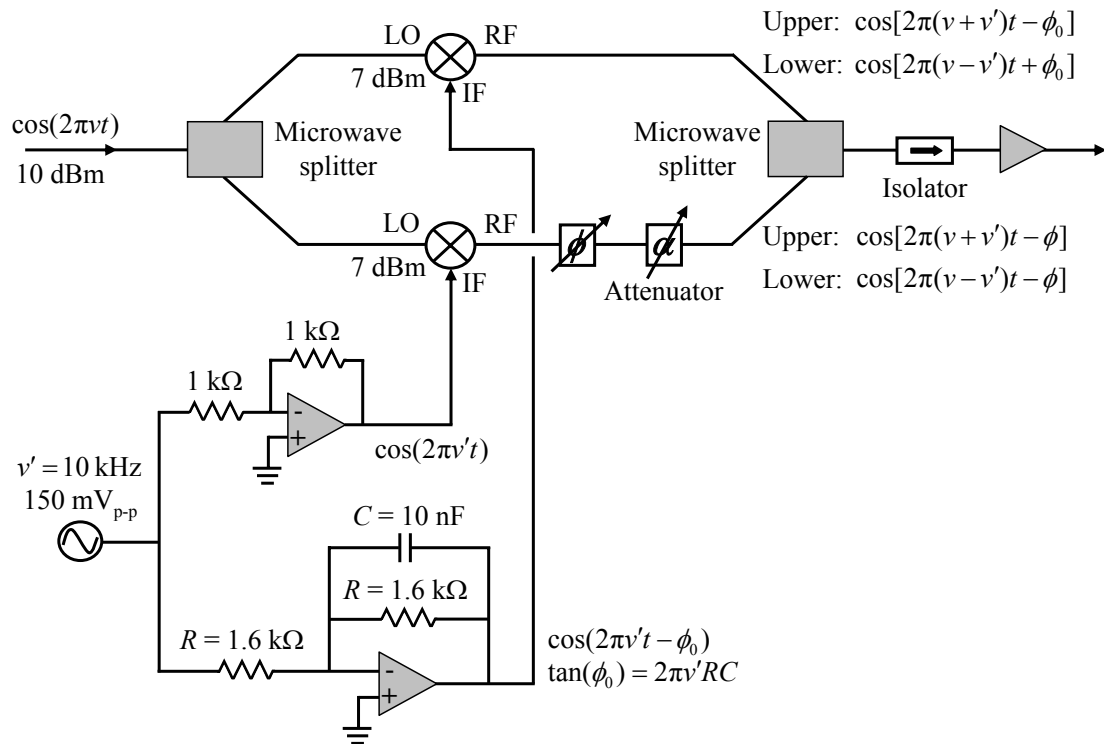 Upper: cos[2π(ν+ν′)t−ϕ₀]
Lower: cos[2π(ν−ν′)t+ϕ₀]
LO
RF
7 dBm
IF
cos(2πνt)
10 dBm
Microwave
splitter
Microwave
splitter
Isolator
LO
RF
7 dBm
IF
ϕ
α
Attenuator
Upper: cos[2π(ν+ν′)t−ϕ]
Lower: cos[2π(ν−ν′)t−ϕ]
1 kΩ
1 kΩ
-
+
cos(2πν′t)
ν′ = 10 kHz
150 mVₚ₋ₚ
C = 10 nF
R = 1.6 kΩ
R = 1.6 kΩ
-
+
cos(2πν′t−ϕ₀)
tan(ϕ₀) = 2πν′RC